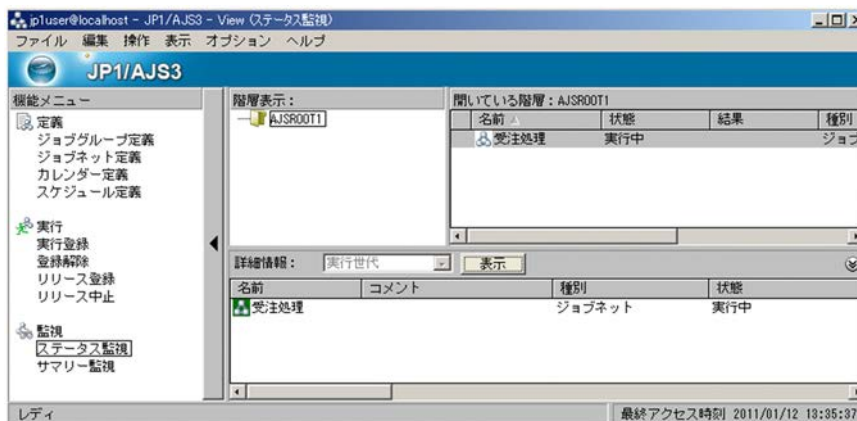 jp1user@localhost - JP1/AJS3 - View (ステータス監視)
ファイル 編集 操作 表示 オプション ヘルプ
JP1/AJS3
機能メニュー
定義
ジョブグループ定義
ジョブネット定義
カレンダー定義
スケジュール定義
実行
実行登録
登録解除
リリース登録
リリース中止
監視
ステータス監視
サマリー監視
階層表示:
AJSROOT1
開いている階層:AJSROOT1
名前 状態 結果 種別
受注処理 実行中 ジョブ
詳細情報: 実行世代 表示
名前 コメント 種別 状態
受注処理 ジョブネット 実行中
レディ 最終アクセス時刻 2011/01/12 13:35:37